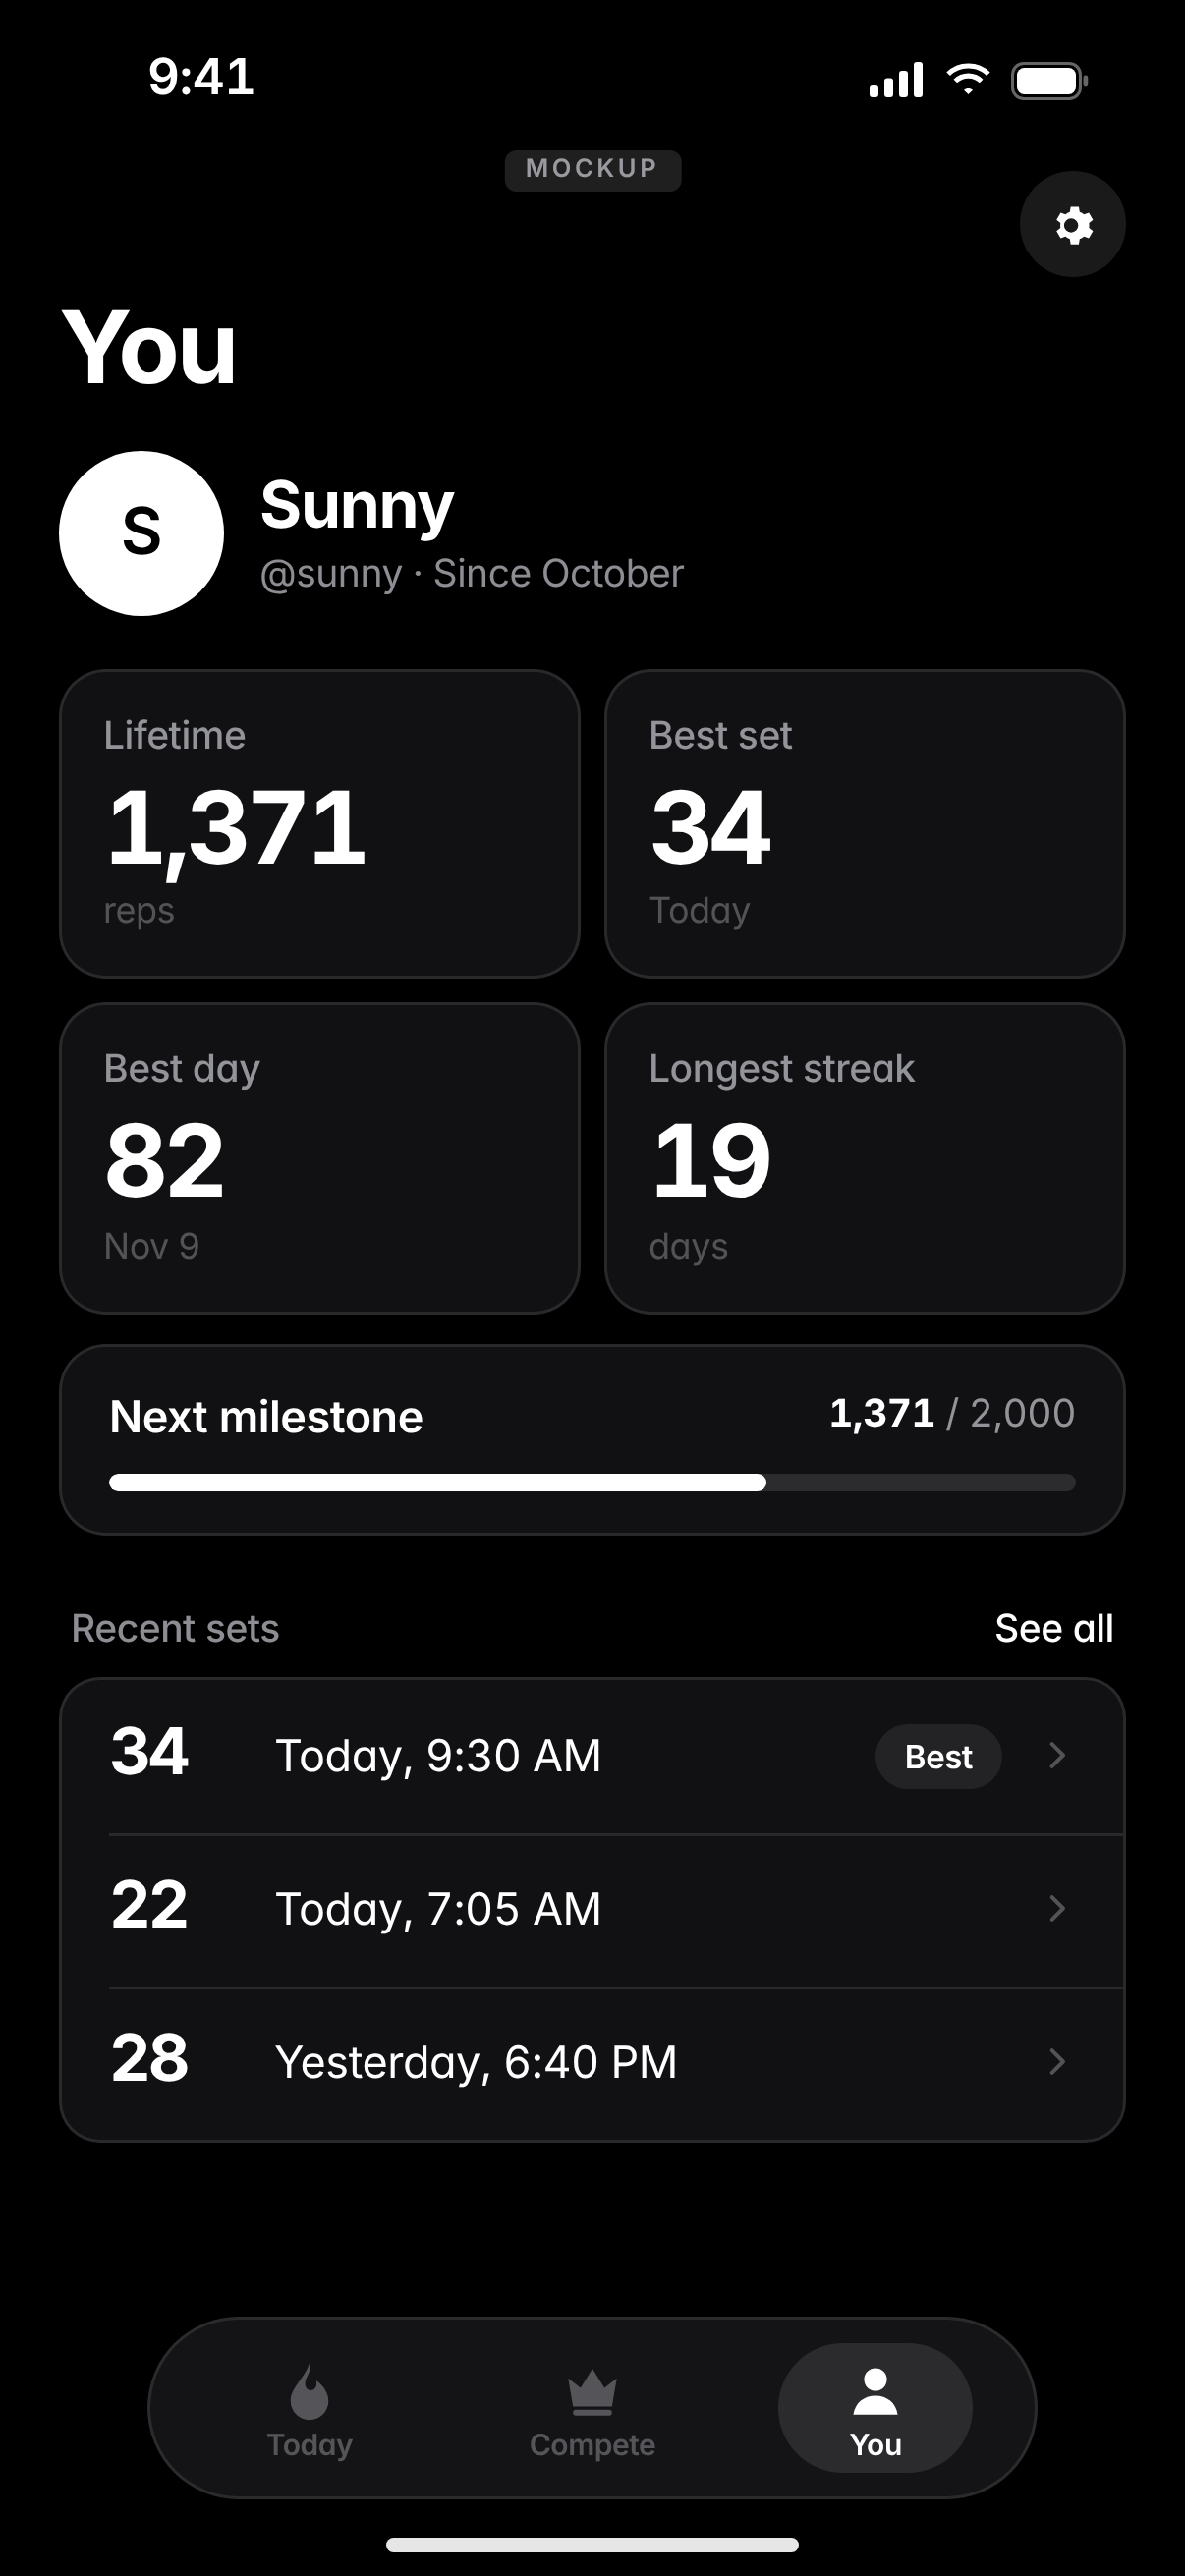 9:41
MOCKUP
You
S
Sunny
@sunny · Since October
Lifetime
1,371
reps
Best set
34
Today
Best day
82
Nov 9
Longest streak
19
days
Next milestone
1,371 / 2,000
Recent sets
See all
34 Today, 9:30 AM Best
22 Today, 7:05 AM
28 Yesterday, 6:40 PM
Today
Compete
You